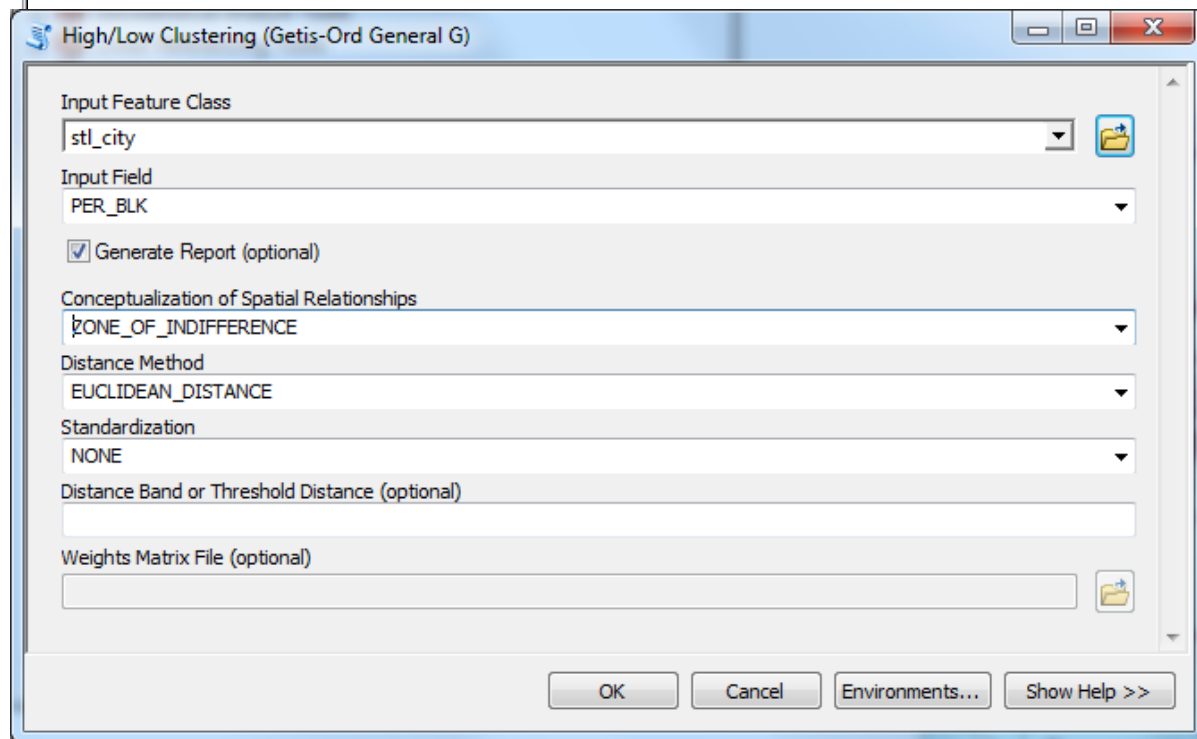 High/Low Clustering (Getis-Ord General G)
Input Feature Class
stl_city
Input Field
PER_BLK
Generate Report (optional)
Conceptualization of Spatial Relationships
ZONE_OF_INDIFFERENCE
Distance Method
EUCLIDEAN_DISTANCE
Standardization
NONE
Distance Band or Threshold Distance (optional)
Weights Matrix File (optional)
OK Cancel Environments... Show Help >>